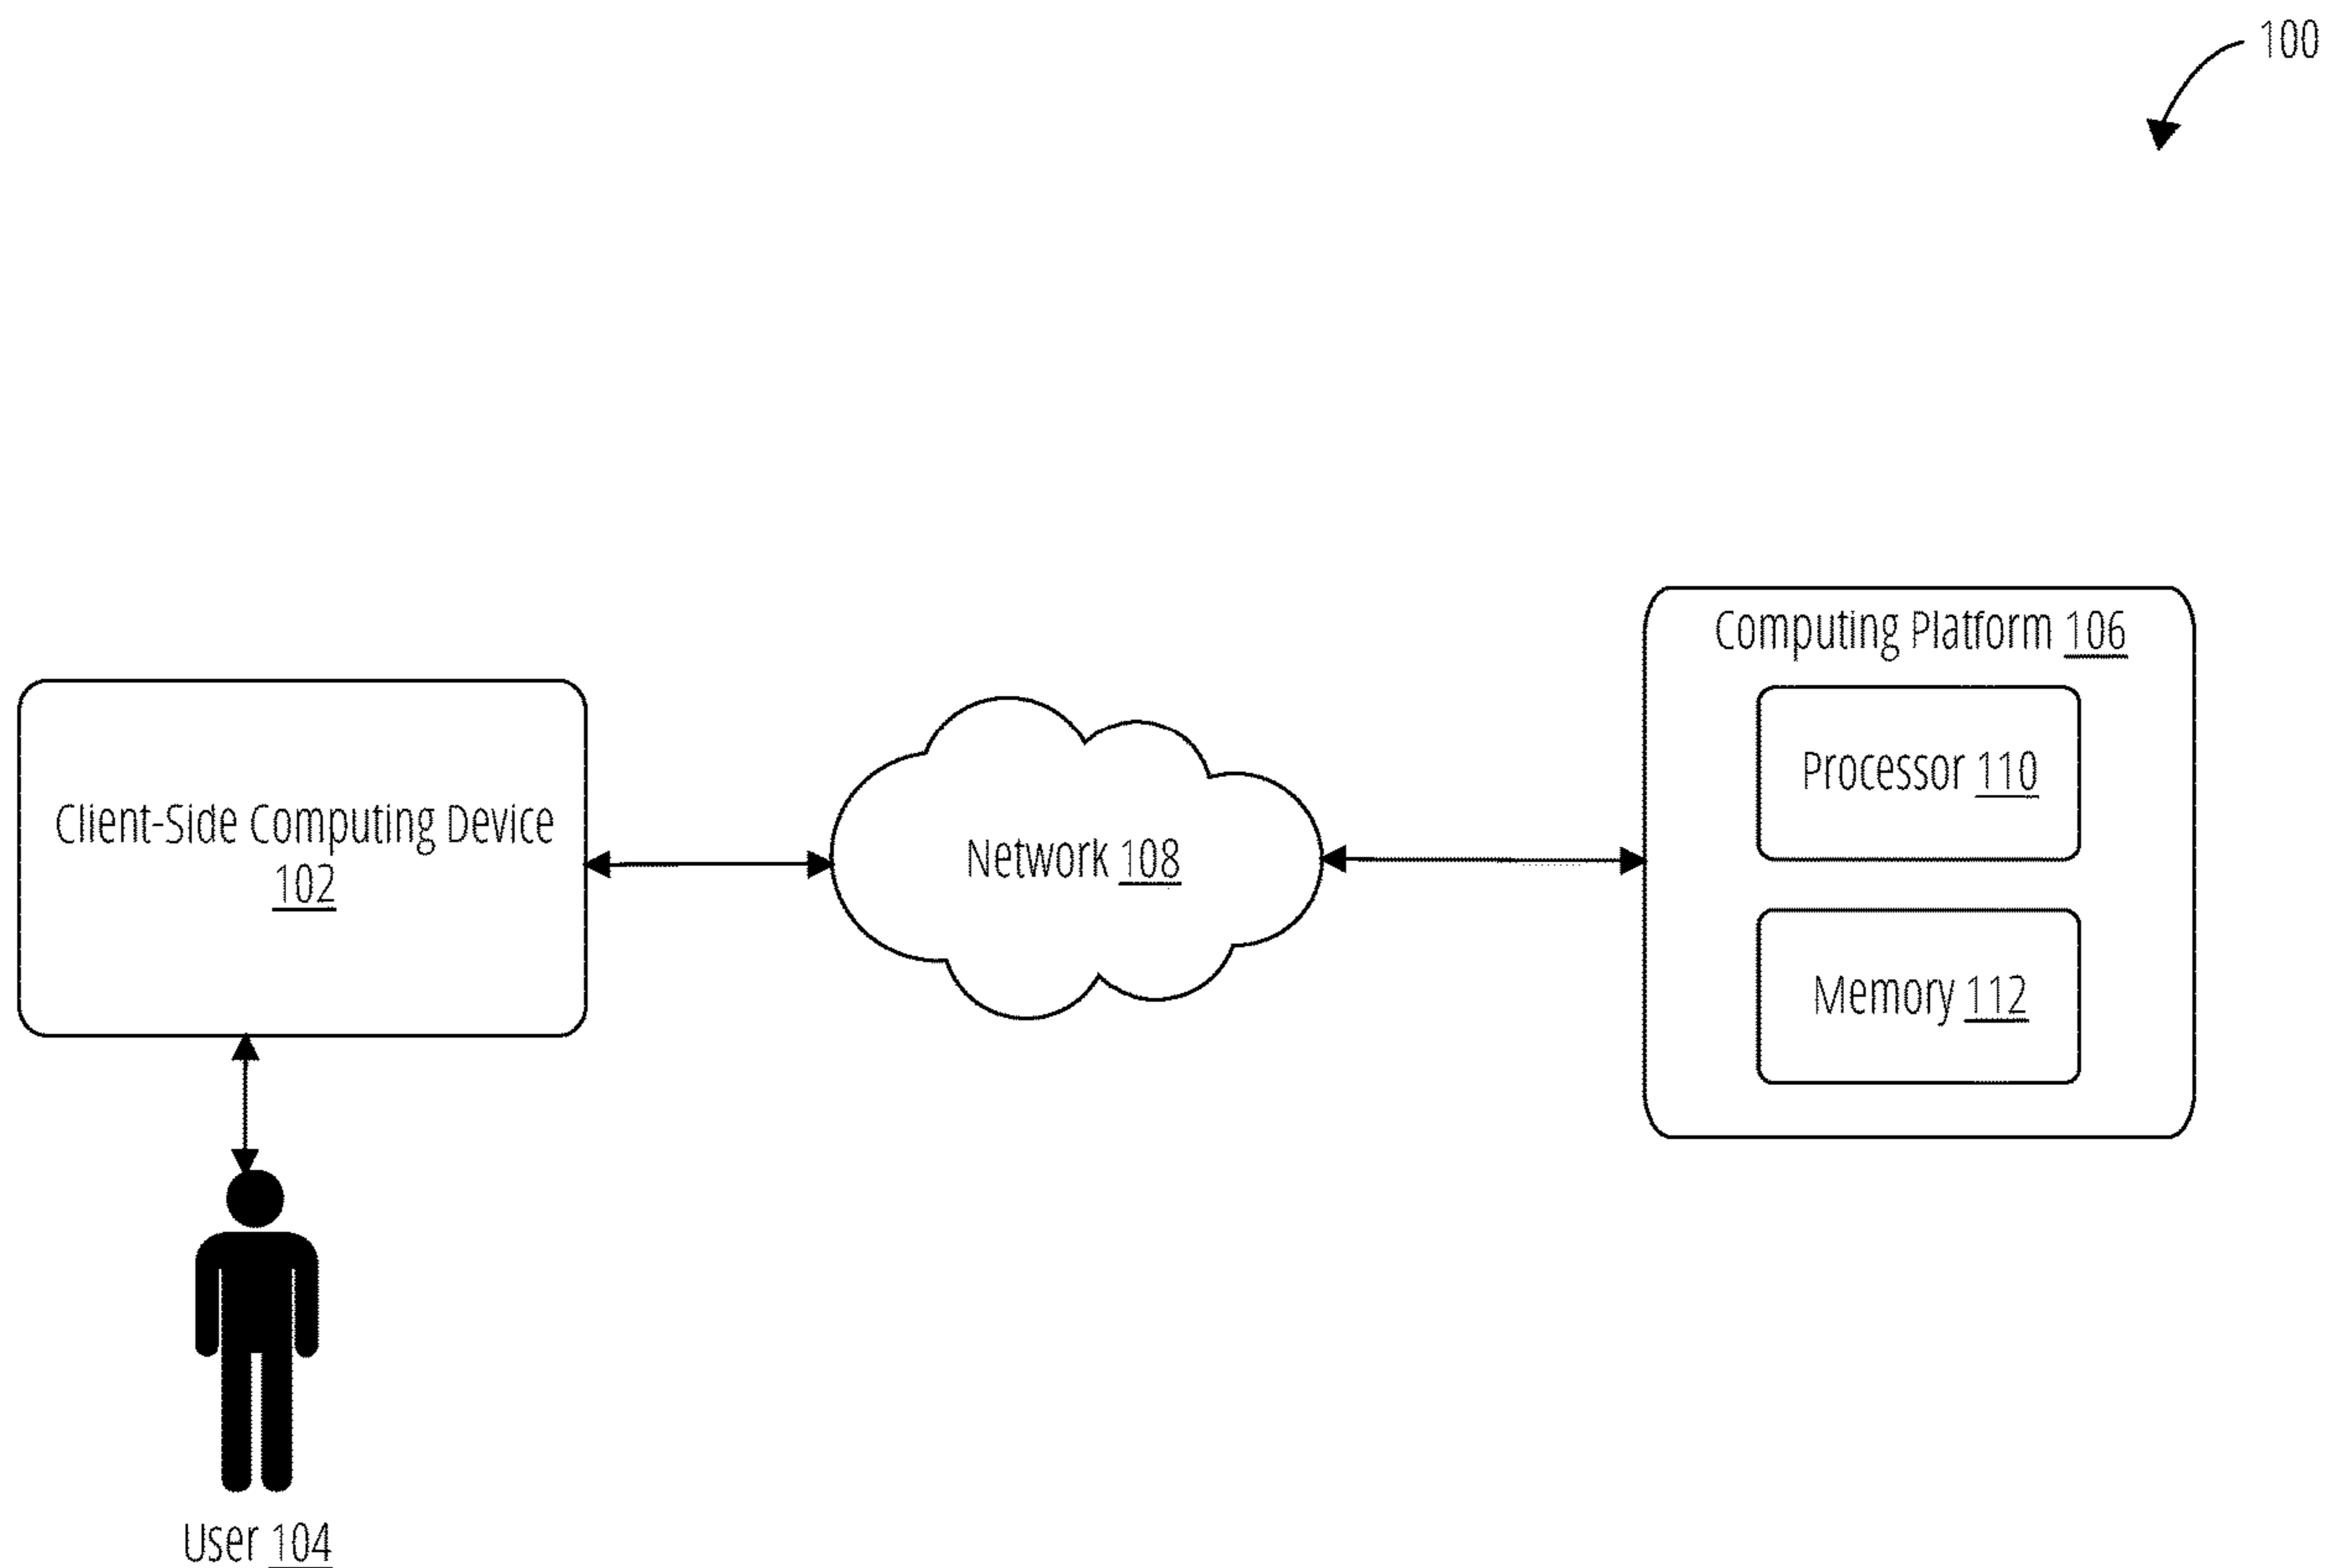 100
Computing Platform 106
Processor 110
Client-Side Computing Device
102
Network 108
Memory 112
User 104